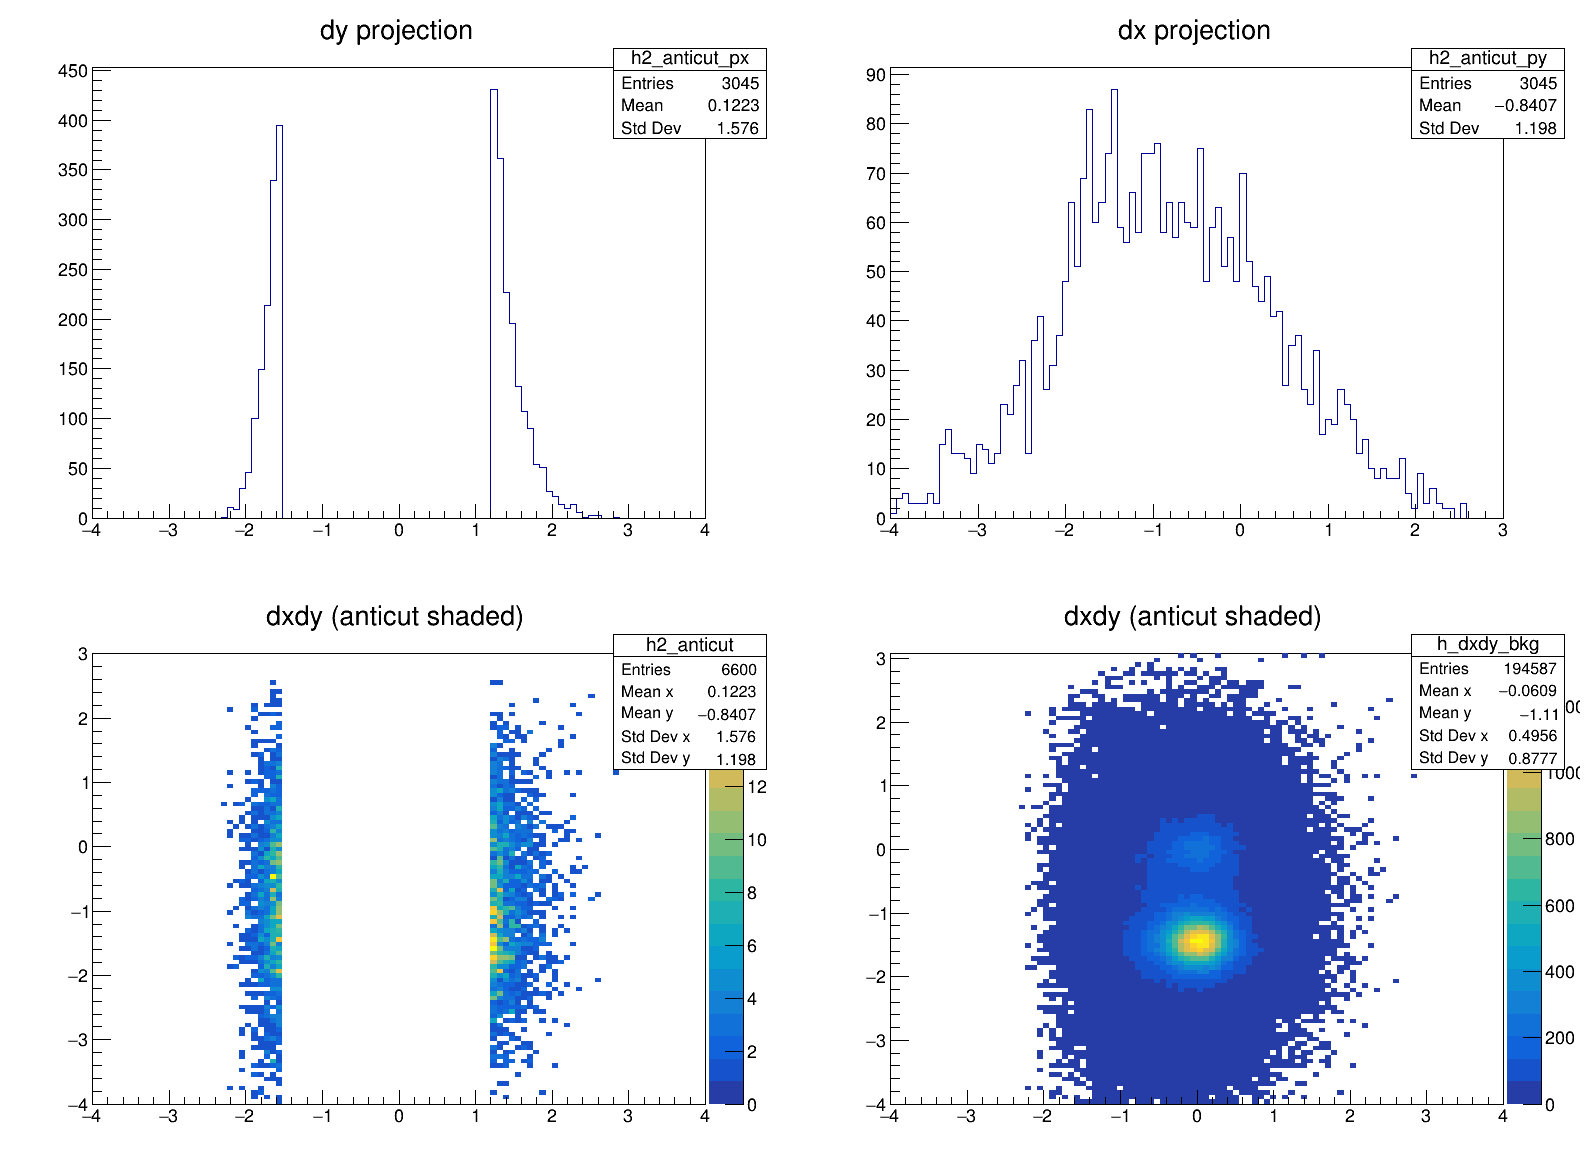 dy projection
h2_anticut_px
Entries 3045
Mean 0.1223
Std Dev 1.576
450
400
350
300
250
200
150
100
50
0
−4 −3 −2 −1 0 1 2 3 4
dx projection
h2_anticut_py
Entries 3045
Mean −0.8407
Std Dev 1.198
90
80
70
60
50
40
30
20
10
0
−4 −3 −2 −1 0 1 2 3
dxdy (anticut shaded)
h2_anticut
Entries 6600
Mean x 0.1223
Mean y −0.8407
Std Dev x 1.576
Std Dev y 1.198
3
2
1
0
−1
−2
−3
−4
−4 −3 −2 −1 0 1 2 3 4
12
10
8
6
4
2
0
dxdy (anticut shaded)
h_dxdy_bkg
Entries 194587
Mean x −0.0609
Mean y −1.11
Std Dev x 0.4956
Std Dev y 0.8777
3
2
1
0
−1
−2
−3
−4
−4 −3 −2 −1 0 1 2 3 4
800
600
400
200
0